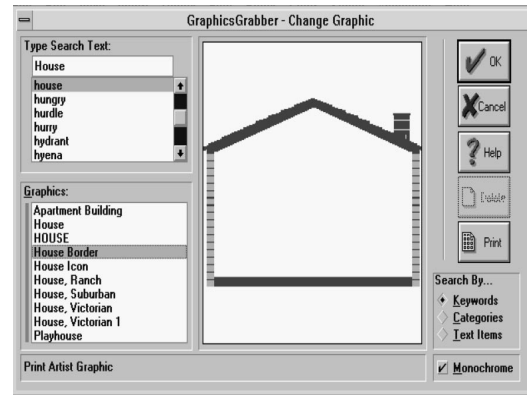 GraphicsGrabber - Change Graphic
Type Search Text:
House
house
hungry
hurdle
hurry
hydrant
hyena
Graphics:
Apartment Building
House
HOUSE
House Border
House Icon
House, Ranch
House, Suburban
House, Victorian
House, Victorian 1
Playhouse
OK
Cancel
Help
Delete
Print
Search By...
Keywords
Categories
Text Items
Print Artist Graphic
Monochrome